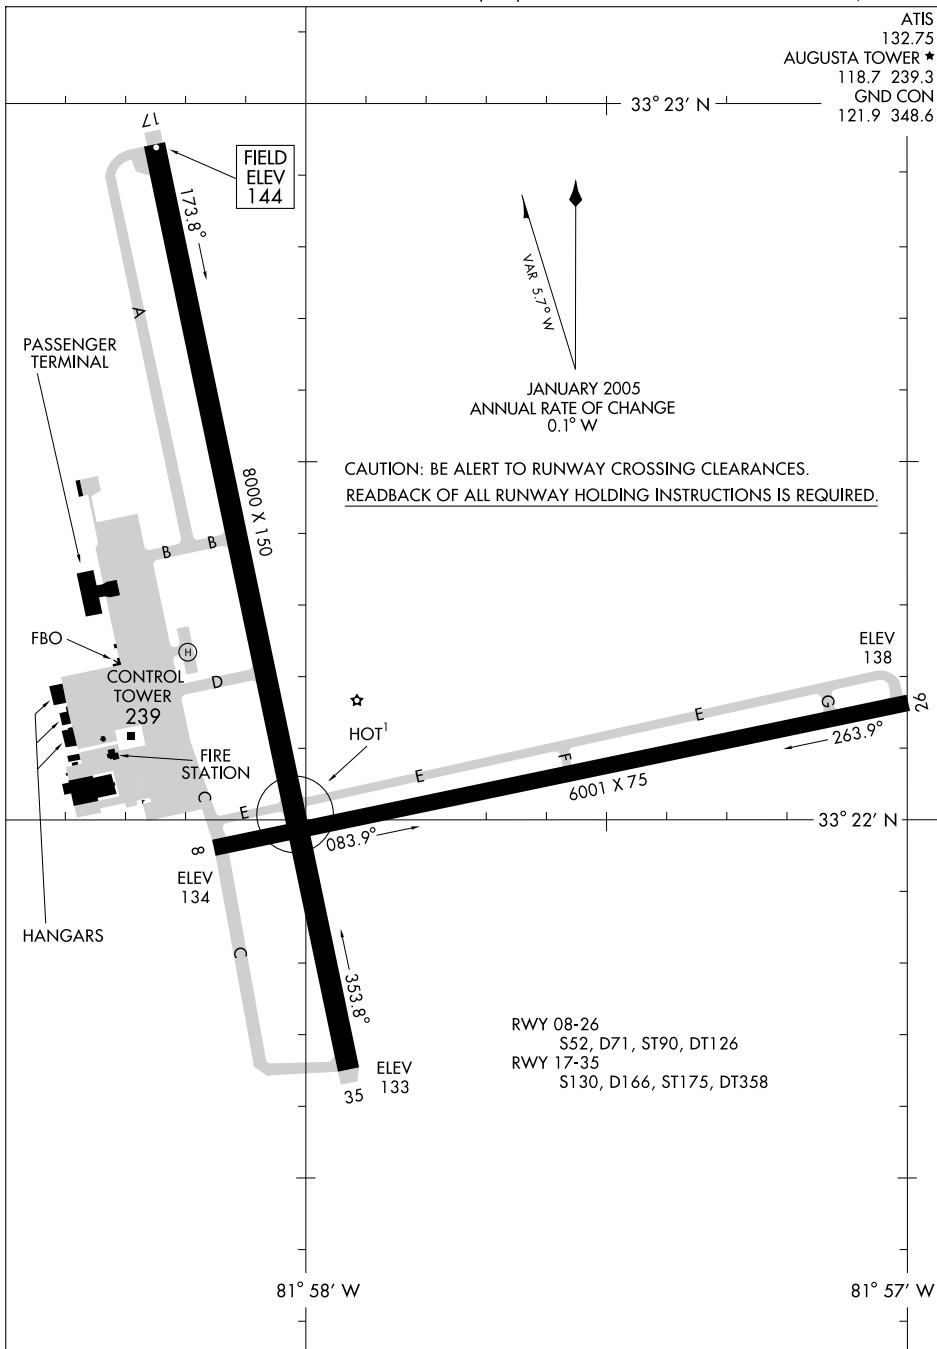 ATIS
132.75
AUGUSTA TOWER ★
118.7 239.3
GND CON
121.9 348.6
33° 23' N
17
FIELD
ELEV
144
173.8°
VAR 5.7° W
A
PASSENGER
TERMINAL
JANUARY 2005
ANNUAL RATE OF CHANGE
0.1° W
CAUTION: BE ALERT TO RUNWAY CROSSING CLEARANCES.
READBACK OF ALL RUNWAY HOLDING INSTRUCTIONS IS REQUIRED.
8000 X 150
B B
FBO
H
ELEV
138
CONTROL
TOWER
239
D
26
G
E
263.9°
HOT1
FIRE
STATION
F
E
6001 X 75
C
E
33° 22' N
083.9°
8
ELEV
134
HANGARS
C
353.8°
RWY 08-26
S52, D71, ST90, DT126
RWY 17-35
S130, D166, ST175, DT358
ELEV
133
35
81° 58' W
81° 57' W